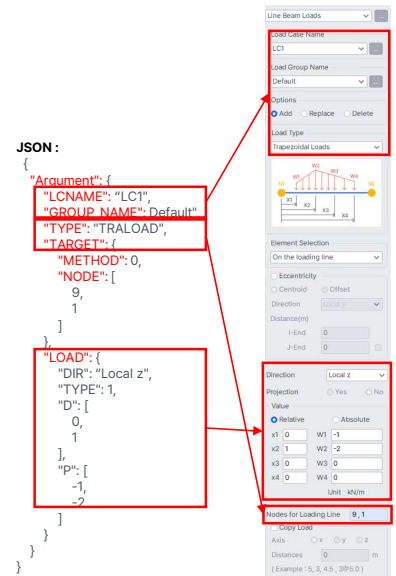 JSON :
{
"Argument": {
"LCNAME": “LC1",
"GROUP_NAME": Default"
"TYPE": "TRALOAD",
"TARGET": {
"METHOD": 0,
"NODE": [
9,
1
]
},
"LOAD": {
"DIR": “Local z",
"TYPE": 1,
"D": [
0,
1
],
"P": [
-1,
-2
]
}
}
}
Line Beam Loads
Load Case Name
LC1
Load Group Name
Default
Options
Add Replace Delete
Load Type
Trapezoidal Loads
W1 W2 W3 W4
N1 N2
X1
X2
X3
X4
Element Selection
On the loading line
Eccentricity
Centroid Offset
Direction Local y
Distance(m)
I-End 0
J-End 0
Direction Local z
Projection Yes No
Value
Relative Absolute
x1 0 W1 -1
x2 1 W2 -2
x3 0 W3 0
x4 0 W4 0
Unit kN/m
Nodes for Loading Line 9 , 1
Copy Load
Axis x y z
Distances 0 m
( Example : 5, 3, 4.5 , 3@5.0 )